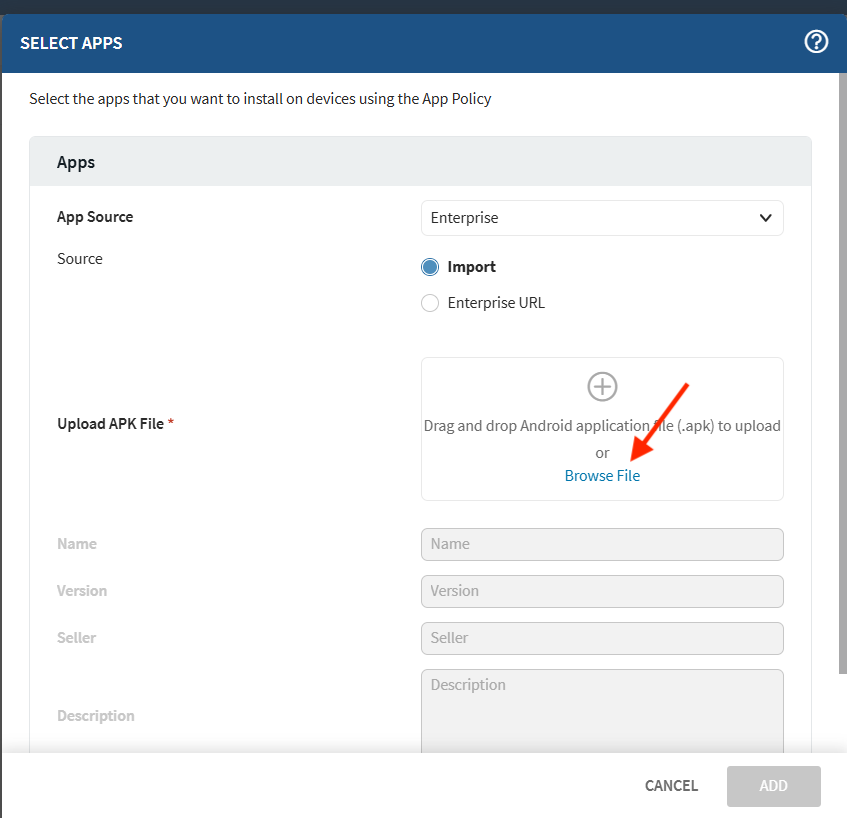 SELECT APPS
Select the apps that you want to install on devices using the App Policy
Apps
App Source
Enterprise
Source
Import
Enterprise URL
Upload APK File *
Drag and drop Android application file (.apk) to upload
or
Browse File
Name
Name
Version
Version
Seller
Seller
Description
Description
CANCEL
ADD